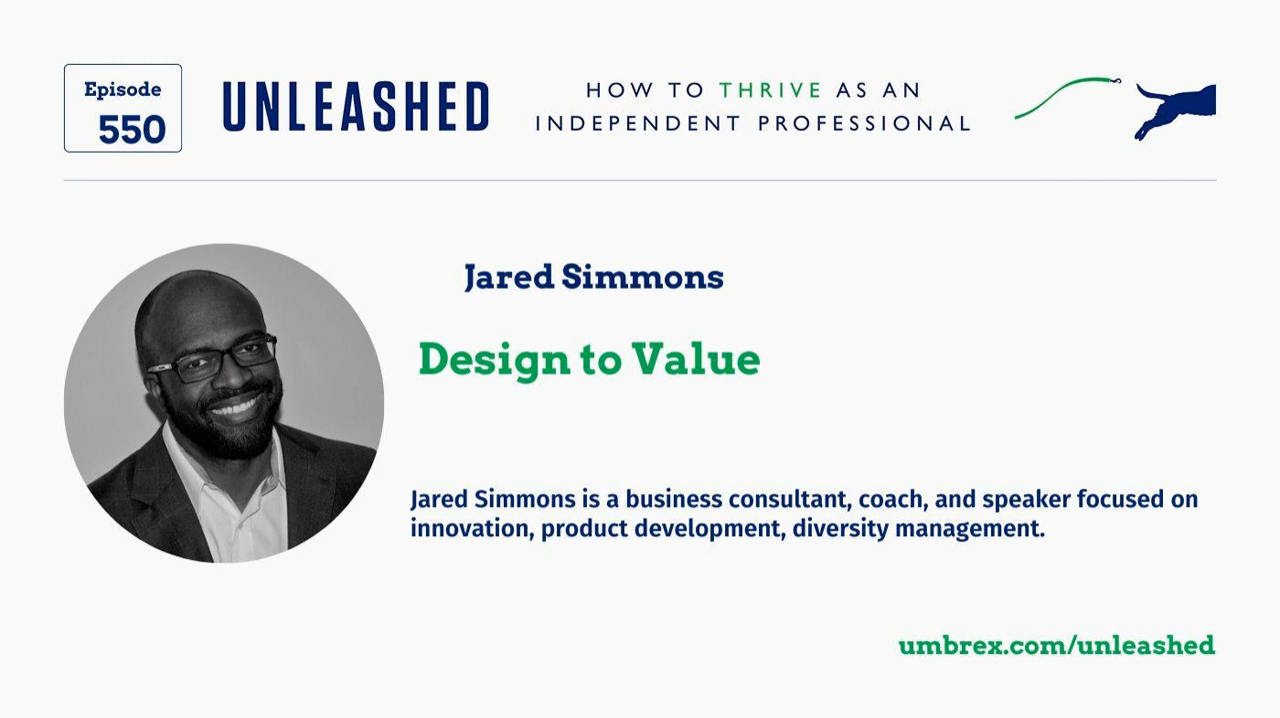 Episode
550
UNLEASHED
HOW TO THRIVE AS AN
INDEPENDENT PROFESSIONAL
Jared Simmons
Design to Value
Jared Simmons is a business consultant, coach, and speaker focused on
innovation, product development, diversity management.
umbrex.com/unleashed